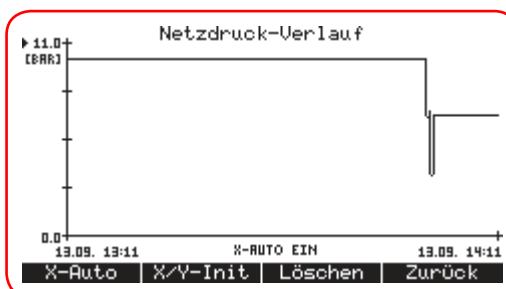 Netzdruck-Verlauf
11.0
[BAR]
0.0
13.09. 13:11 X-AUTO EIN 13.09. 14:11
X-Auto X/Y-Init Löschen Zurück